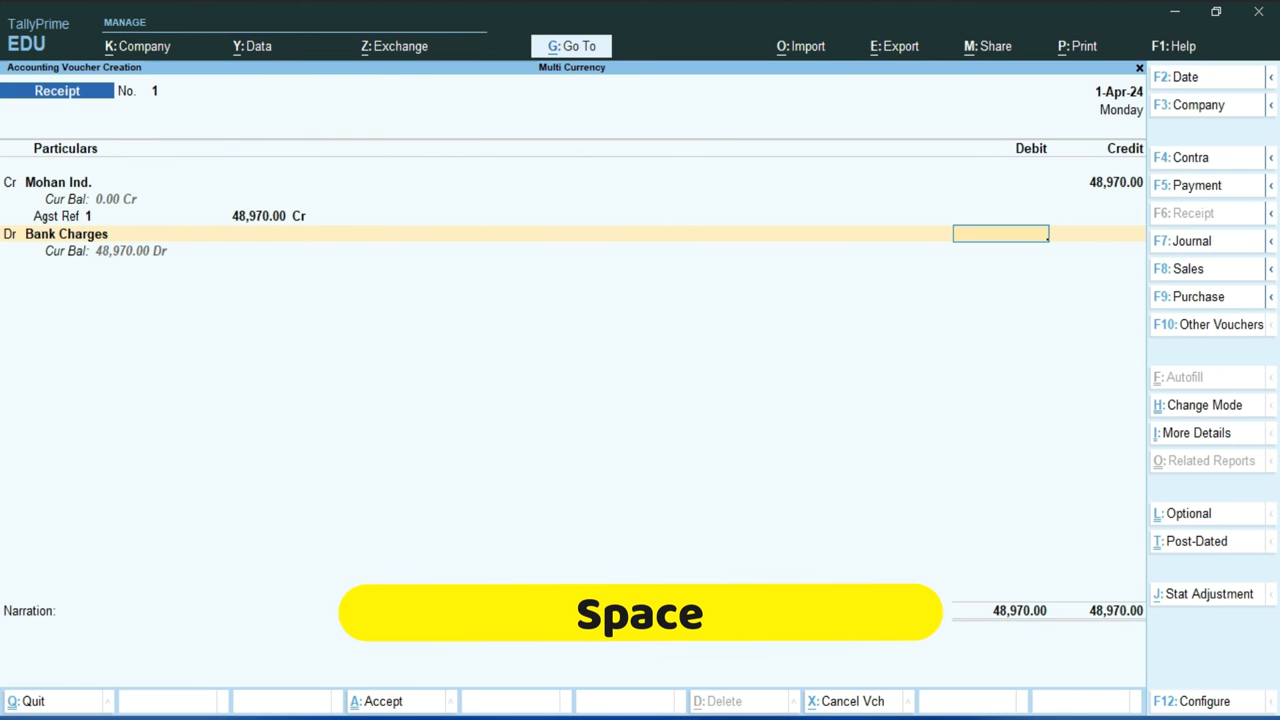 TallyPrime
EDU
MANAGE
K: Company
Y: Data
Z: Exchange
G: Go To
O: Import
E: Export
M: Share
P: Print
F1: Help
Accounting Voucher Creation
Multi Currency
x
Receipt No. 1
1-Apr-24
Monday
Particulars Debit Credit
Cr Mohan Ind. 48,970.00
Cur Bal: 0.00 Cr
Agst Ref 1 48,970.00 Cr
Dr Bank Charges
Cur Bal: 48,970.00 Dr
Narration:
48,970.00 48,970.00
Space
F2: Date
F3: Company
F4: Contra
F5: Payment
F6: Receipt
F7: Journal
F8: Sales
F9: Purchase
F10: Other Vouchers
F: Autofill
H: Change Mode
I: More Details
O: Related Reports
L: Optional
T: Post-Dated
J: Stat Adjustment
Q: Quit
A: Accept
D: Delete
X: Cancel Vch
F12: Configure